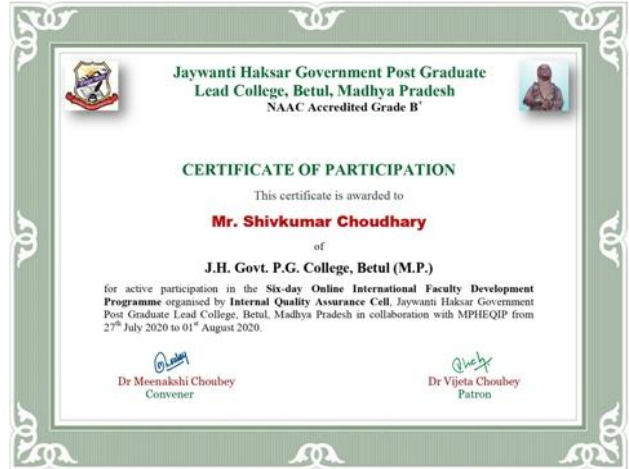 Jaywanti Haksar Government Post Graduate
Lead College, Betul, Madhya Pradesh
NAAC Accredited Grade B+
CERTIFICATE OF PARTICIPATION
This certificate is awarded to
Mr. Shivkumar Choudhary
of
J.H. Govt. P.G. College, Betul (M.P.)
for active participation in the Six-day Online International Faculty Development
Programme organised by Internal Quality Assurance Cell, Jaywanti Haksar Government
Post Graduate Lead College, Betul, Madhya Pradesh in collaboration with MPHEQIP from
27th July 2020 to 01st August 2020.
Dr Meenakshi Choubey
Convener
Dr Vijeta Choubey
Patron